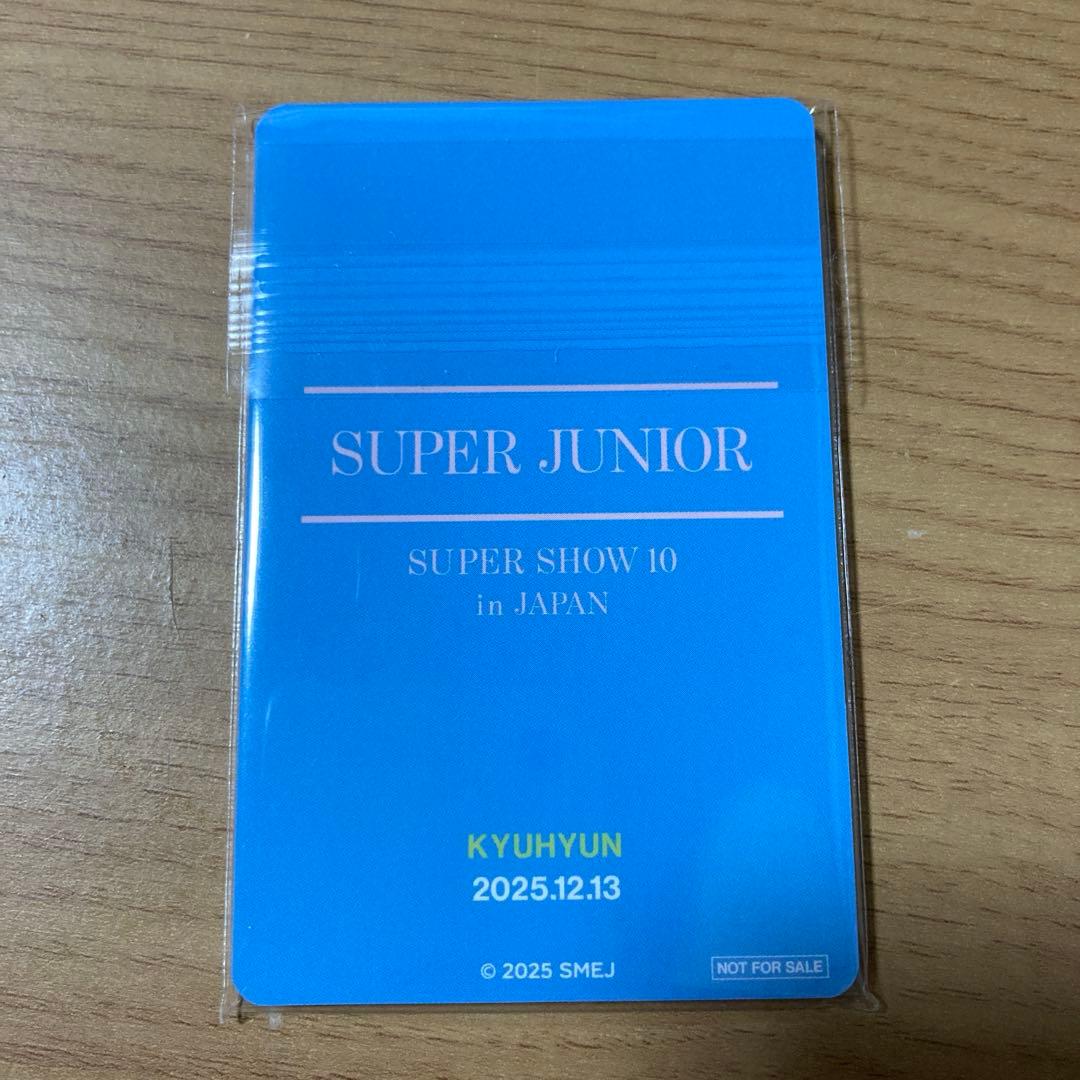 SUPER JUNIOR
SUPER SHOW 10
in JAPAN
KYUHYUN
2025.12.13
© 2025 SMEJ
NOT FOR SALE